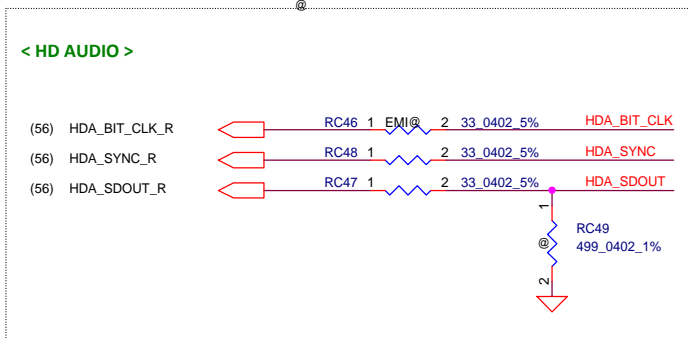 @
< HD AUDIO >
(56) HDA_BIT_CLK_R RC46 1 EMI@ 2 33_0402_5% HDA_BIT_CLK
(56) HDA_SYNC_R RC48 1 2 33_0402_5% HDA_SYNC
(56) HDA_SDOUT_R RC47 1 2 33_0402_5% HDA_SDOUT
1
RC49
@ 499_0402_1%
2